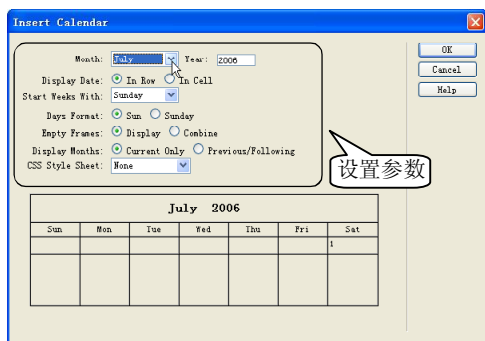 Insert Calendar
Month: July Year: 2006
OK
Display Date: In Row In Cell
Cancel
Start Weeks With: Sunday
Help
Days Format: Sun Sunday
Empty Frames: Display Combine
Display Months: Current Only Previous/Following
CSS Style Sheet: None
设置参数
July 2006
Sun Mon Tue Wed Thu Fri Sat
1